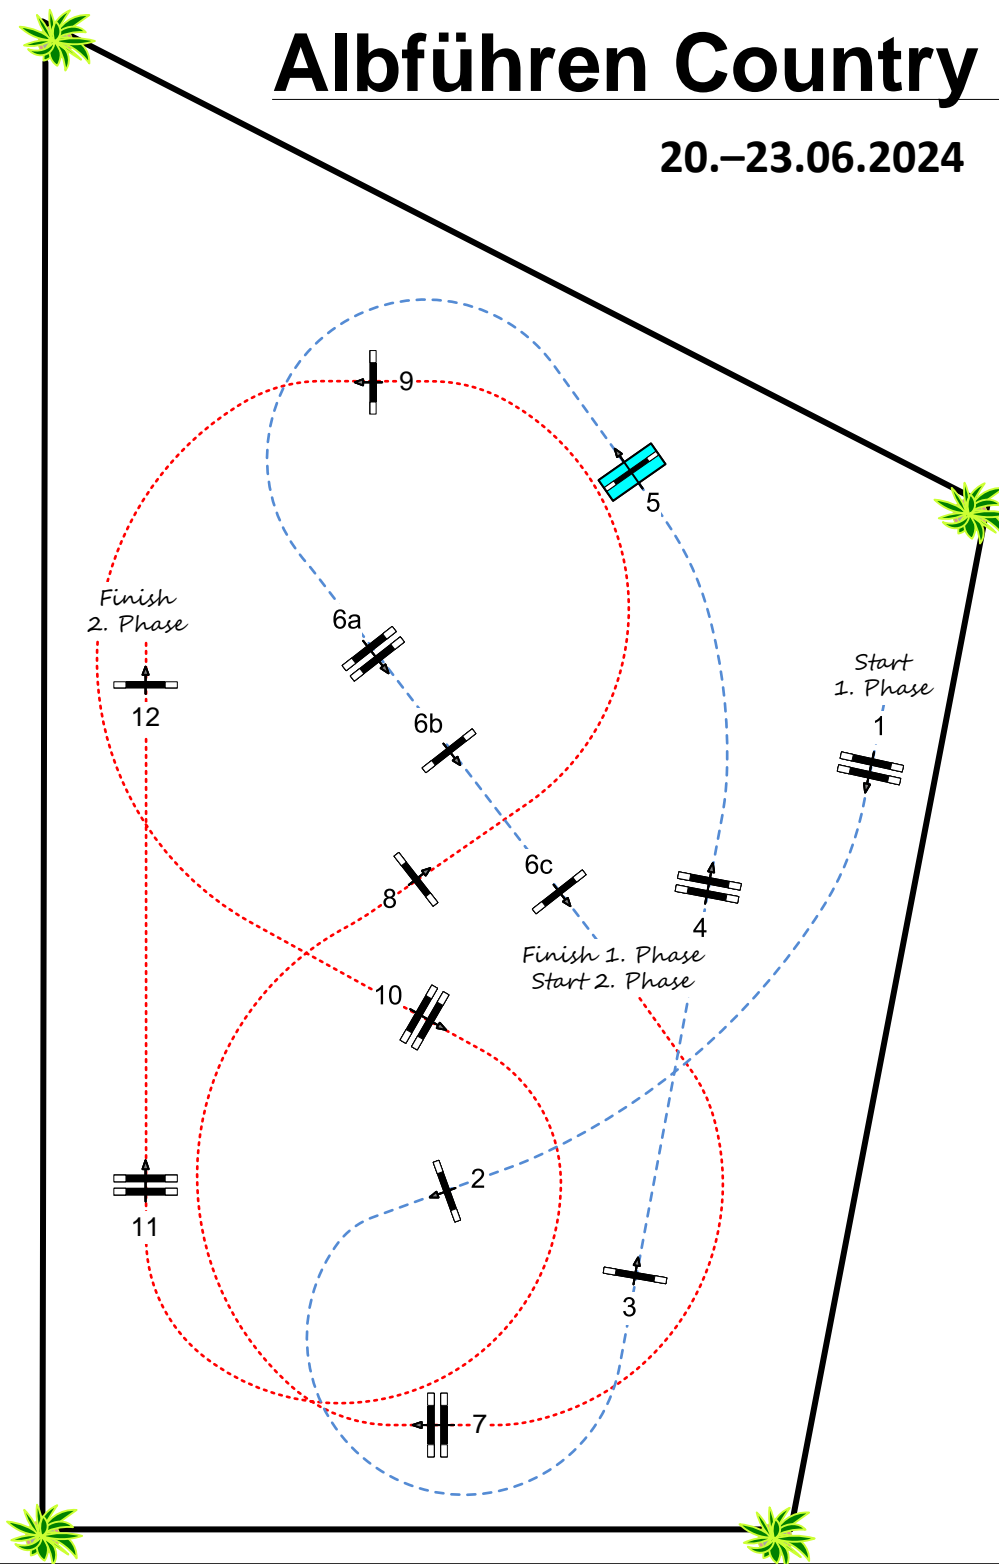 Albführen Country
20.–23.06.2024
9
5
Finish
2. Phase
6a
Start
1. Phase
12
6b
1
6c
8
4
Finish 1. Phase
Start 2. Phase
10
2
11
3
7